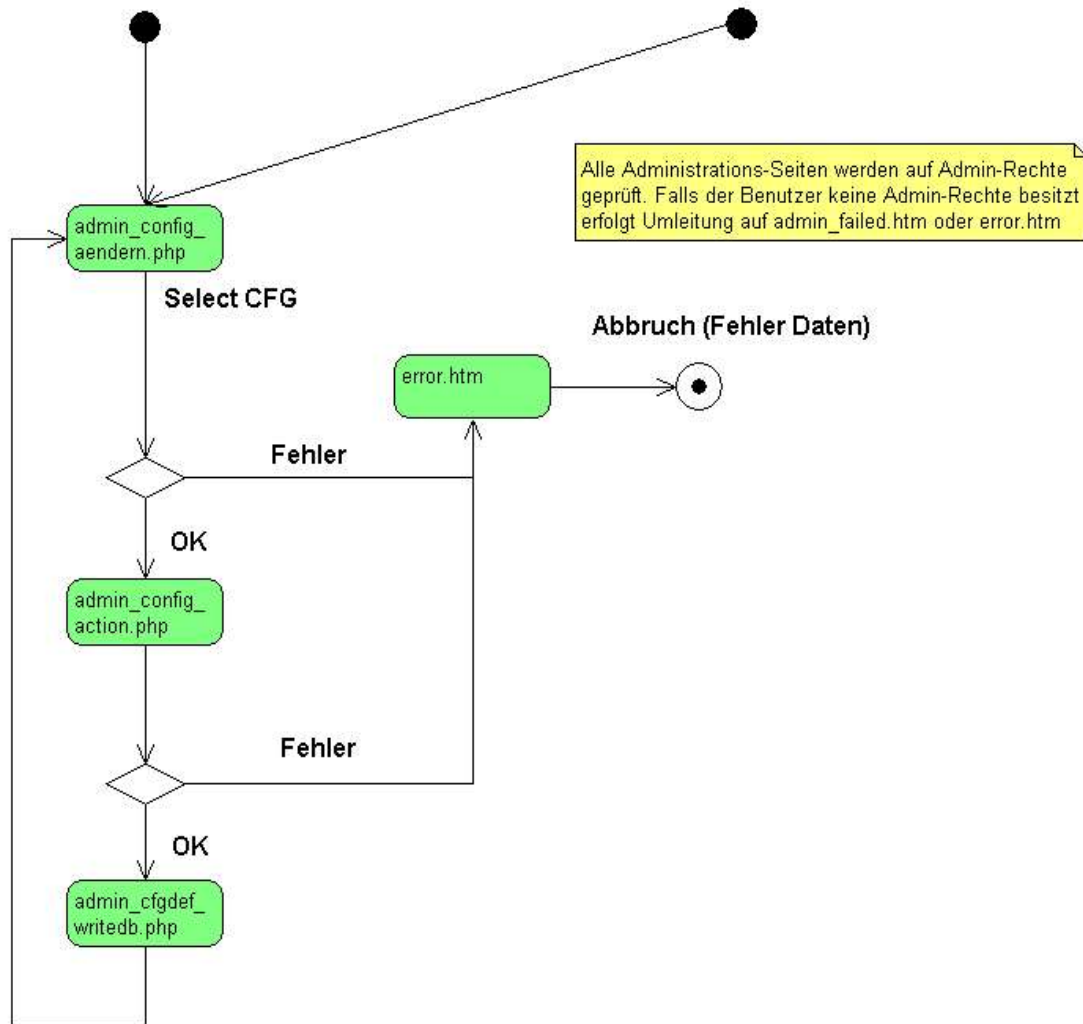 Alle Administrations-Seiten werden auf Admin-Rechte
geprüft. Falls der Benutzer keine Admin-Rechte besitzt
erfolgt Umleitung auf admin_failed.htm oder error.htm
admin_config_
aendern.php
Select CFG
Abbruch (Fehler Daten)
error.htm
Fehler
OK
admin_config_
action.php
Fehler
OK
admin_cfgdef_
writedb.php